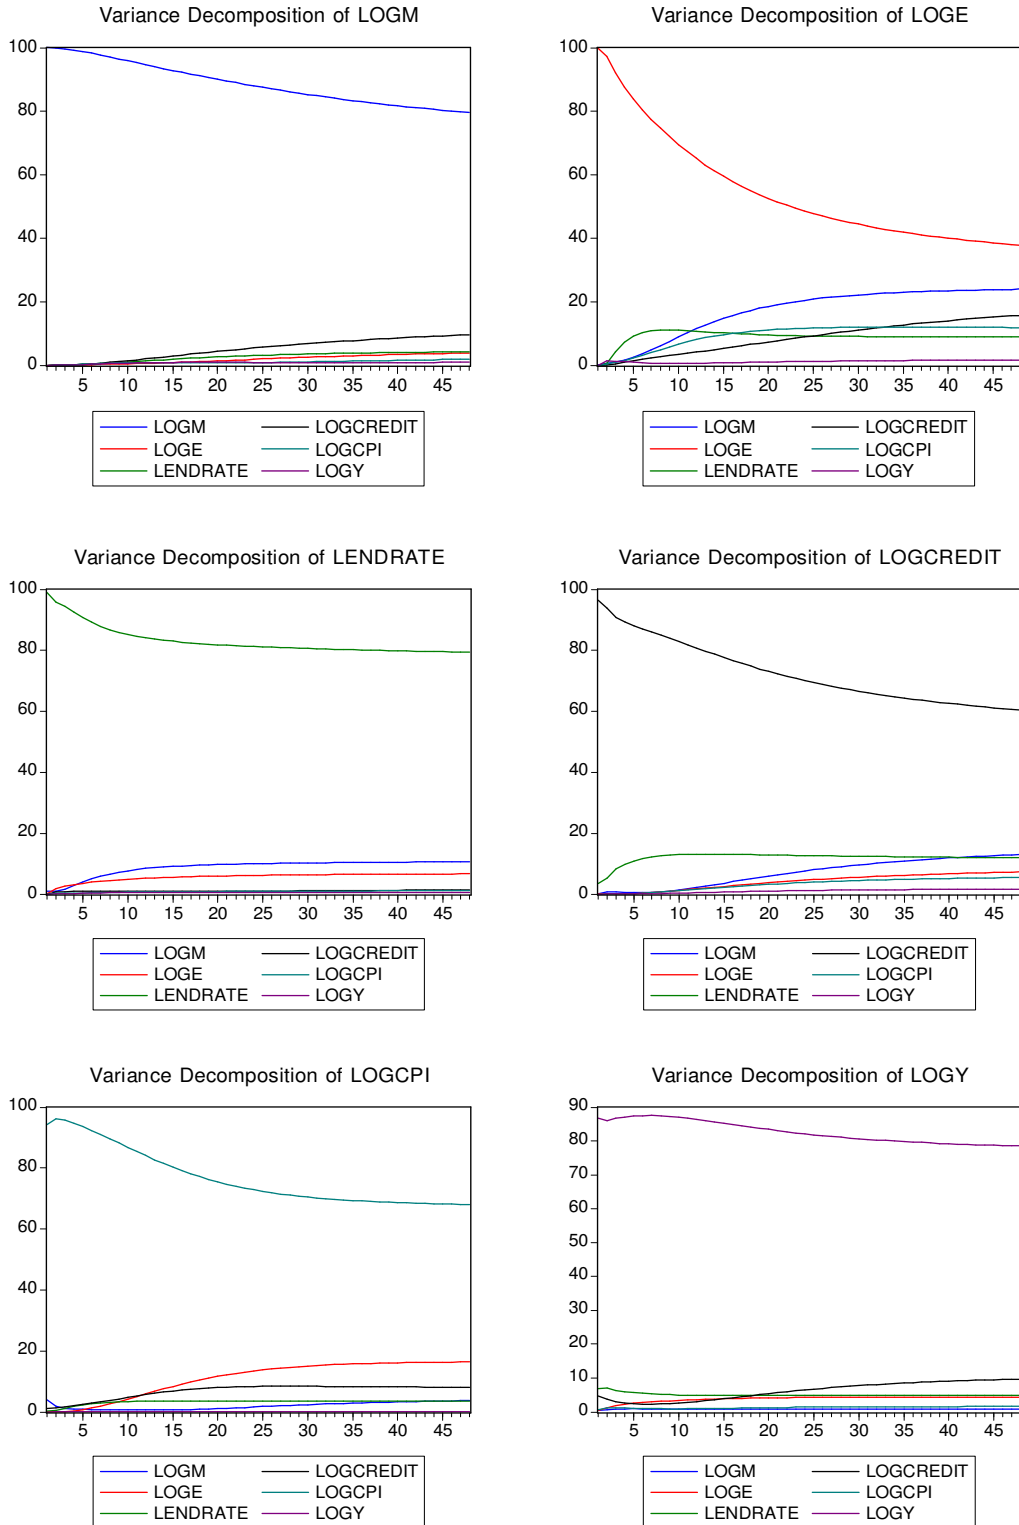 Variance Decomposition of LOGM
100
80
60
40
20
0
5 10 15 20 25 30 35 40 45
LOGM LOGCREDIT
LOGE LOGCPI
LENDRATE LOGY
Variance Decomposition of LOGE
100
80
60
40
20
0
5 10 15 20 25 30 35 40 45
LOGM LOGCREDIT
LOGE LOGCPI
LENDRATE LOGY
Variance Decomposition of LENDRATE
100
80
60
40
20
0
5 10 15 20 25 30 35 40 45
LOGM LOGCREDIT
LOGE LOGCPI
LENDRATE LOGY
Variance Decomposition of LOGCREDIT
100
80
60
40
20
0
5 10 15 20 25 30 35 40 45
LOGM LOGCREDIT
LOGE LOGCPI
LENDRATE LOGY
Variance Decomposition of LOGCPI
100
80
60
40
20
0
5 10 15 20 25 30 35 40 45
LOGM LOGCREDIT
LOGE LOGCPI
LENDRATE LOGY
Variance Decomposition of LOGY
90
80
70
60
50
40
30
20
10
0
5 10 15 20 25 30 35 40 45
LOGM LOGCREDIT
LOGE LOGCPI
LENDRATE LOGY